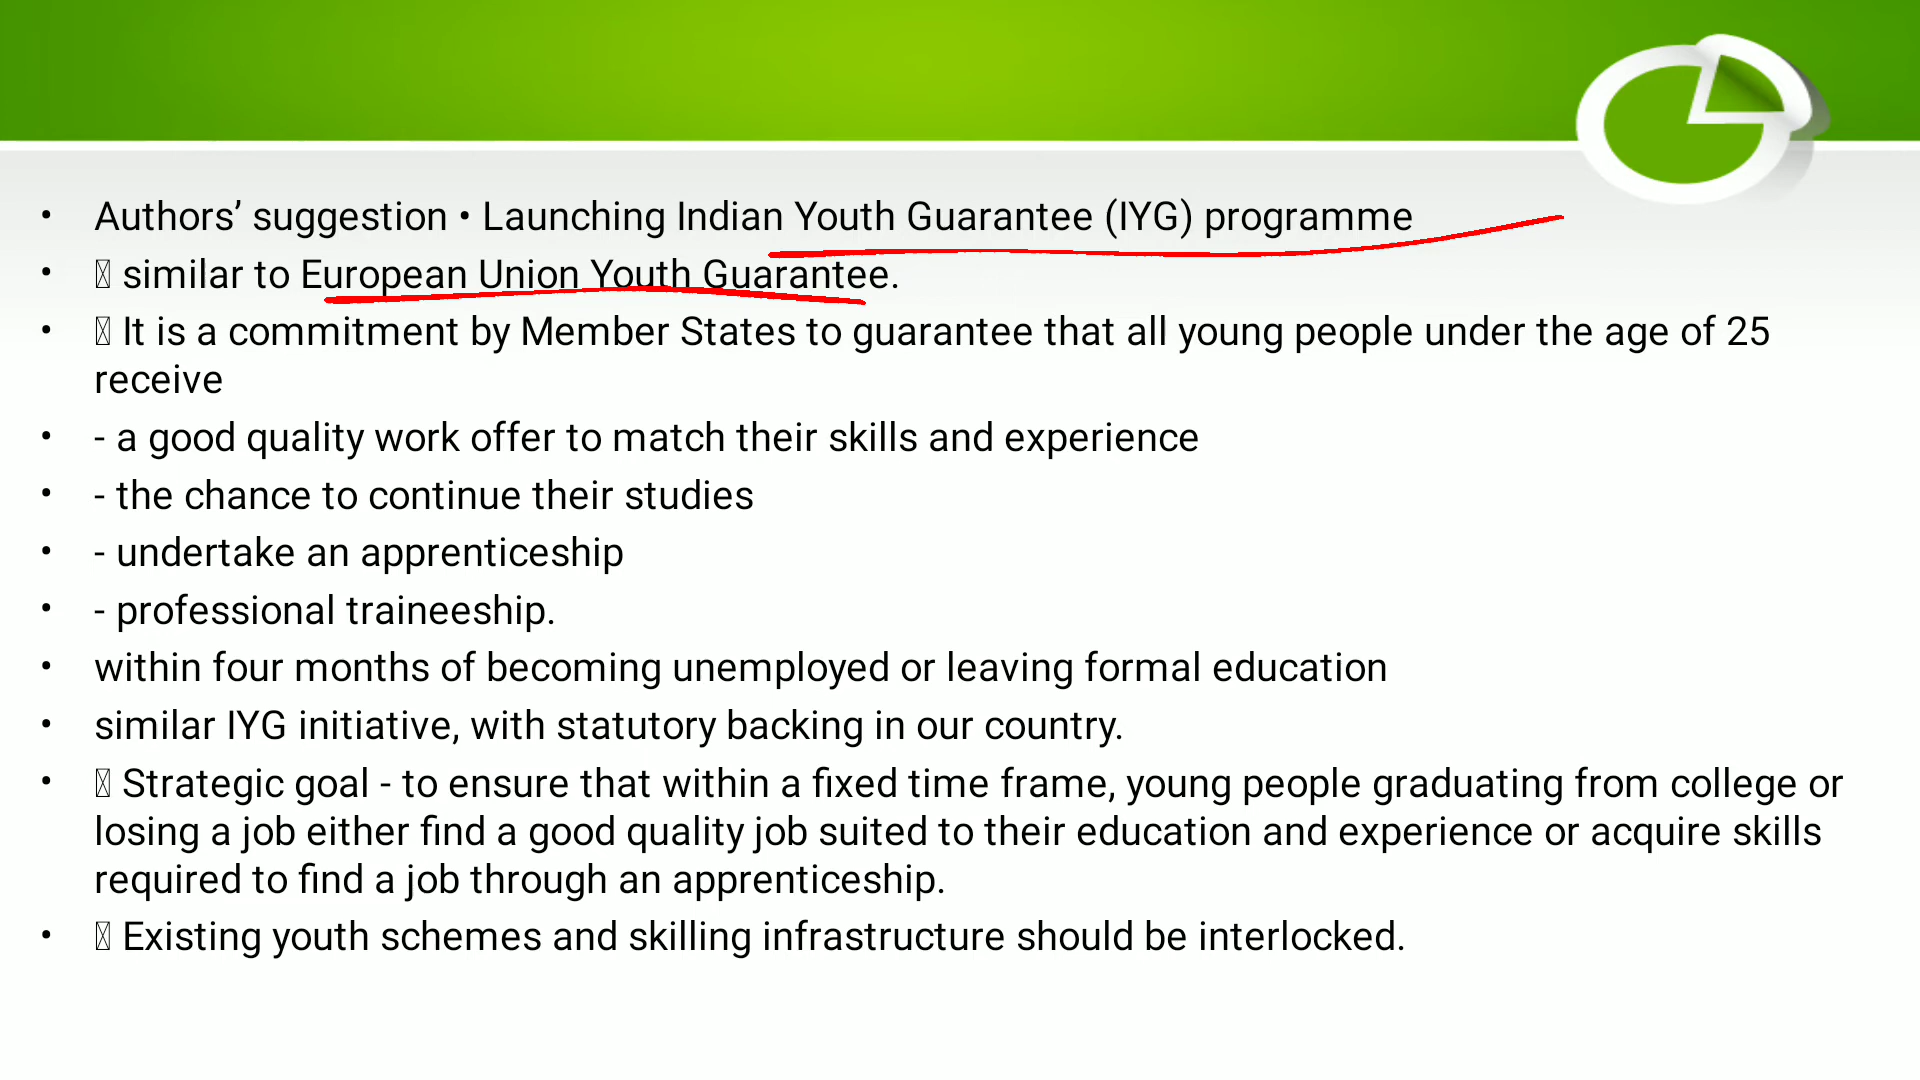 • Authors’ suggestion • Launching Indian Youth Guarantee (IYG) programme
• similar to European Union Youth Guarantee.
• It is a commitment by Member States to guarantee that all young people under the age of 25
receive
• - a good quality work offer to match their skills and experience
• - the chance to continue their studies
• - undertake an apprenticeship
• - professional traineeship.
• within four months of becoming unemployed or leaving formal education
• similar IYG initiative, with statutory backing in our country.
• Strategic goal - to ensure that within a fixed time frame, young people graduating from college or
losing a job either find a good quality job suited to their education and experience or acquire skills
required to find a job through an apprenticeship.
• Existing youth schemes and skilling infrastructure should be interlocked.